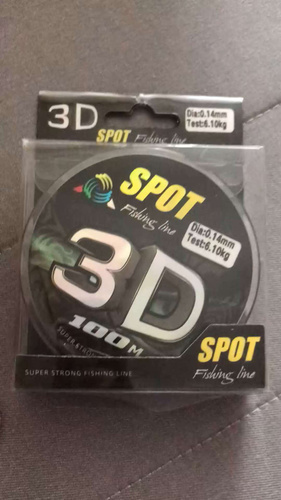 3D
SPOT Fishing line
Dia:0.14mm
Test:6.10kg
SPOT
Fishing line
Dia:0.14mm
Test:6.10kg
3D
100M
SPOT
Fishing line
SUPER STRONG FISHING LINE